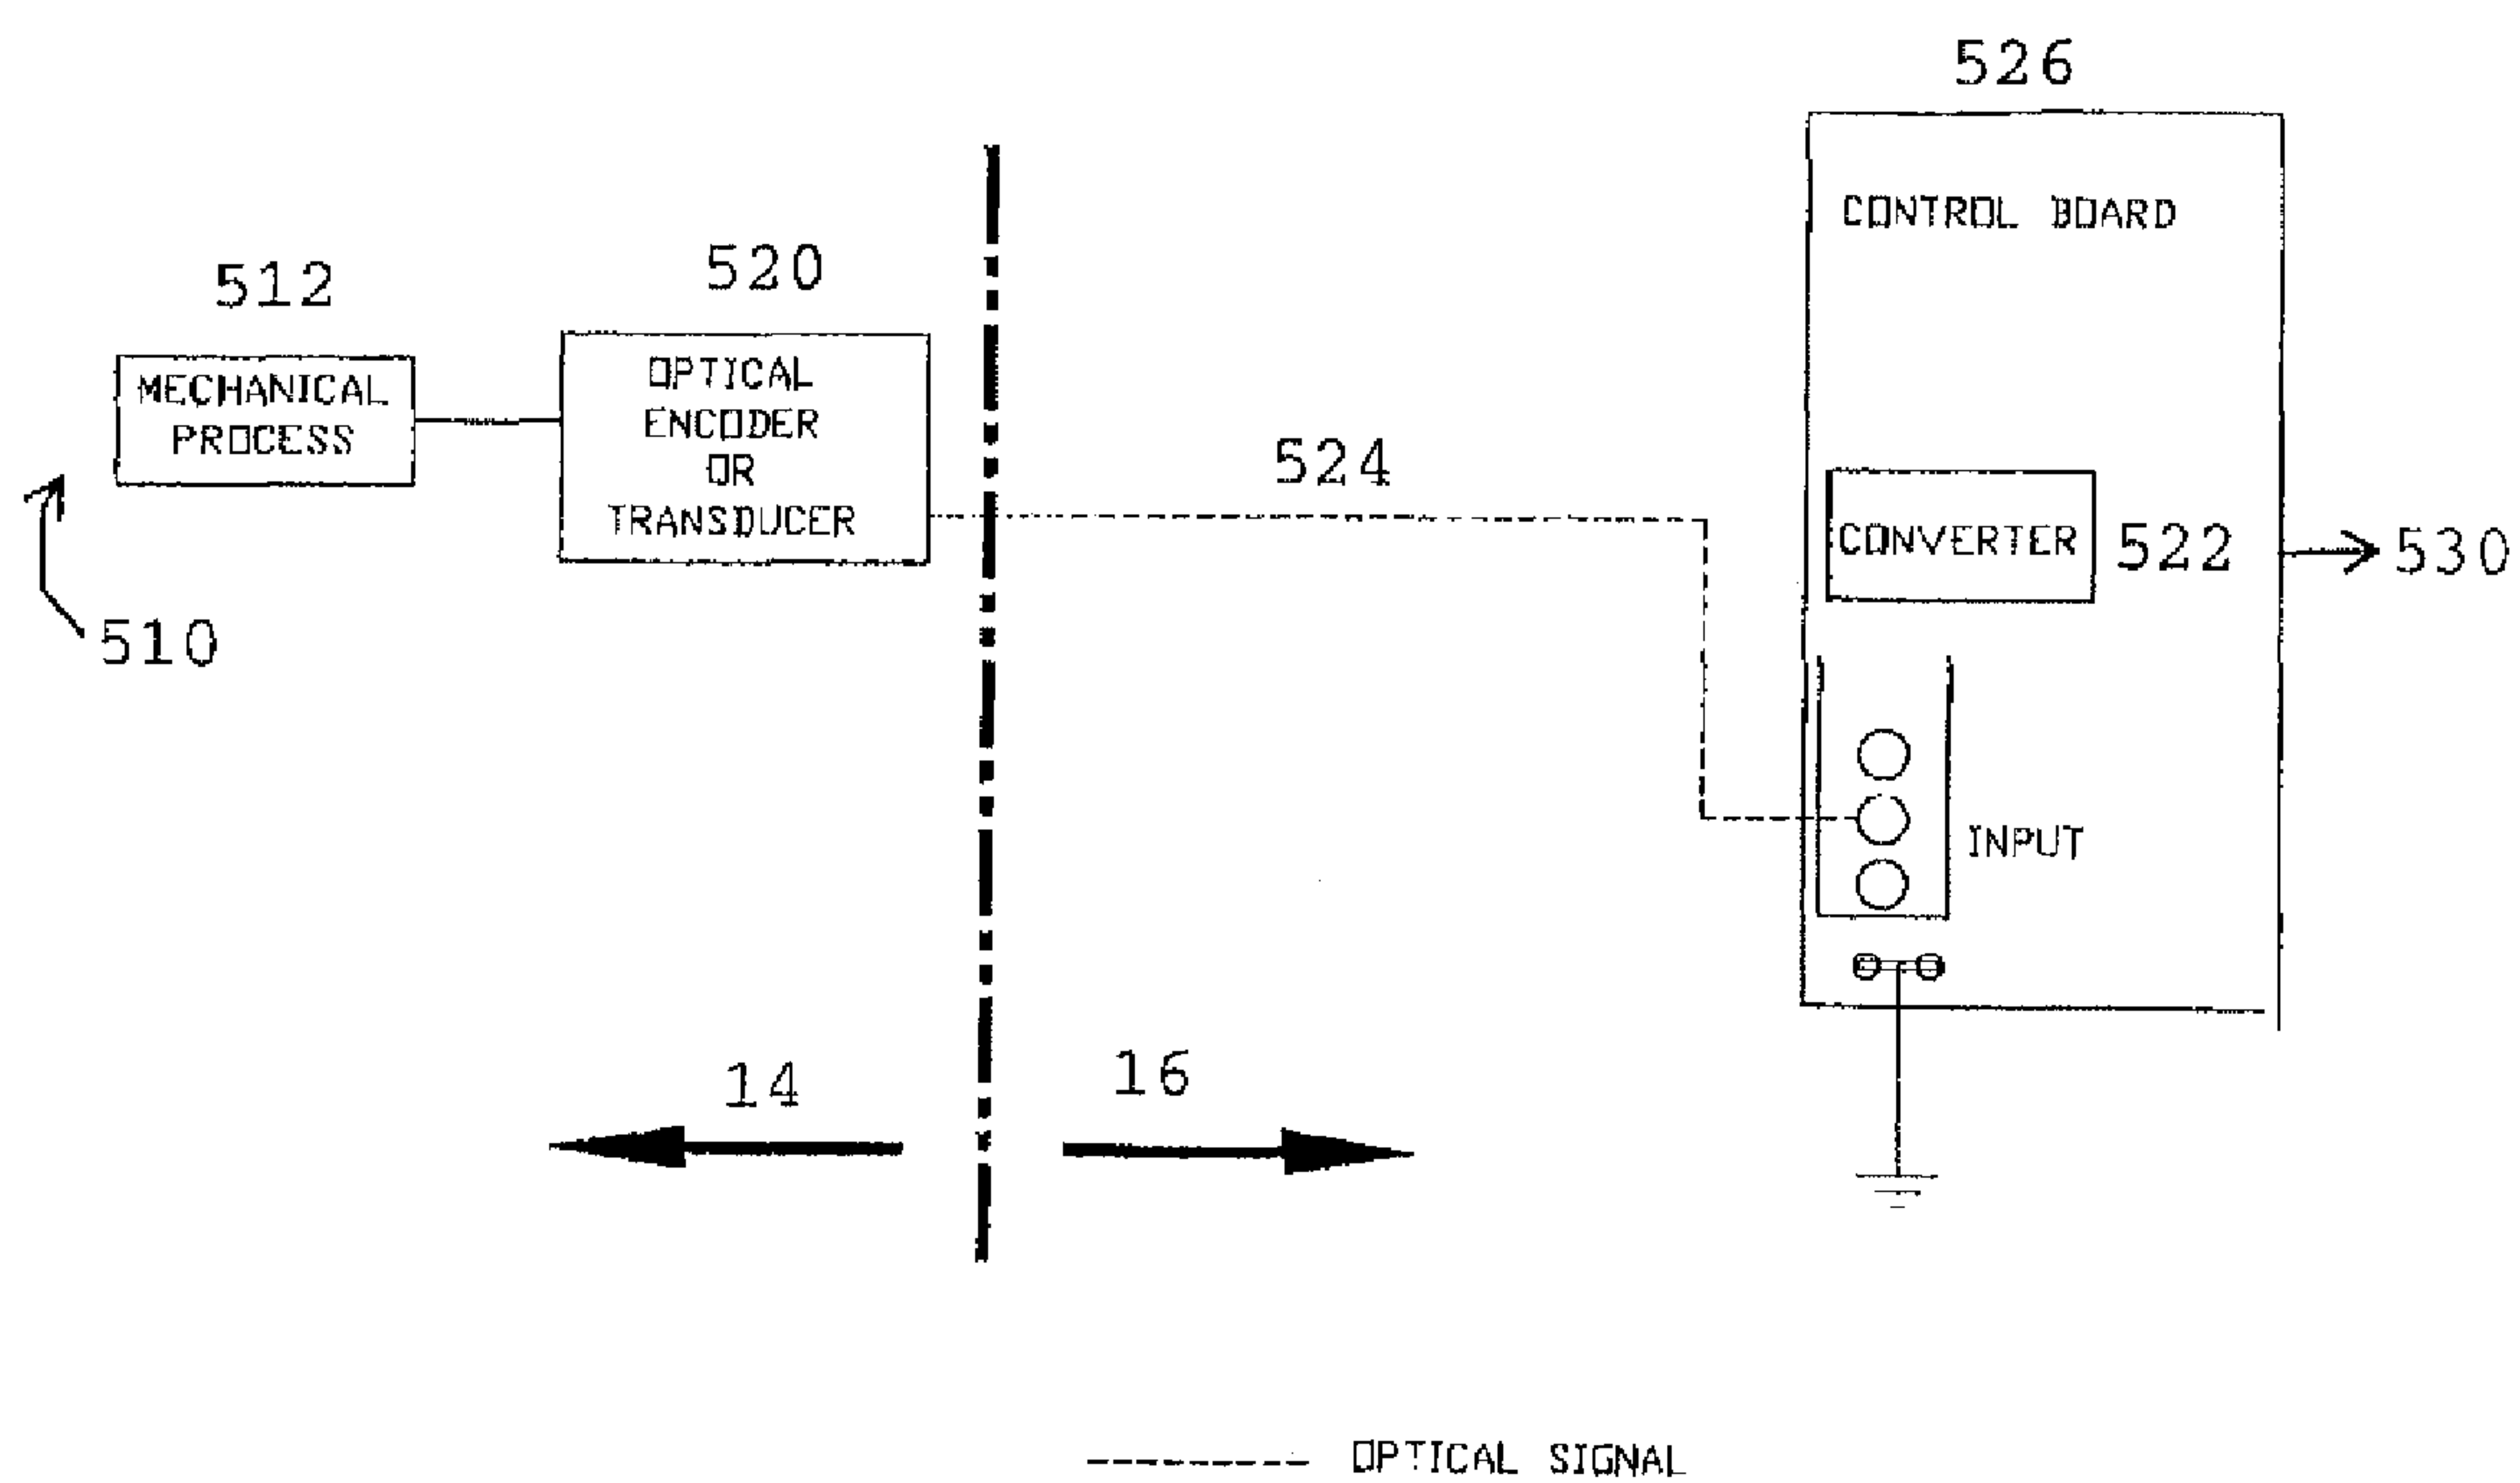 526
CONTROL BOARD
512
520
MECHANICAL
PROCESS
OPTICAL
ENCODER
OR
TRANSDUCER
524
CONVERTER
522
530
510
INPUT
14
16
OPTICAL SIGNAL